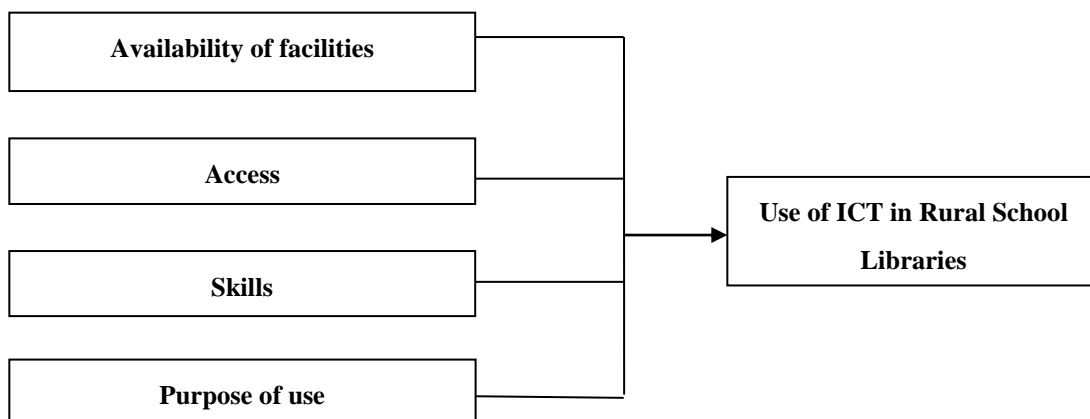 Availability of facilities
Access
Skills
Purpose of use
Use of ICT in Rural School
Libraries